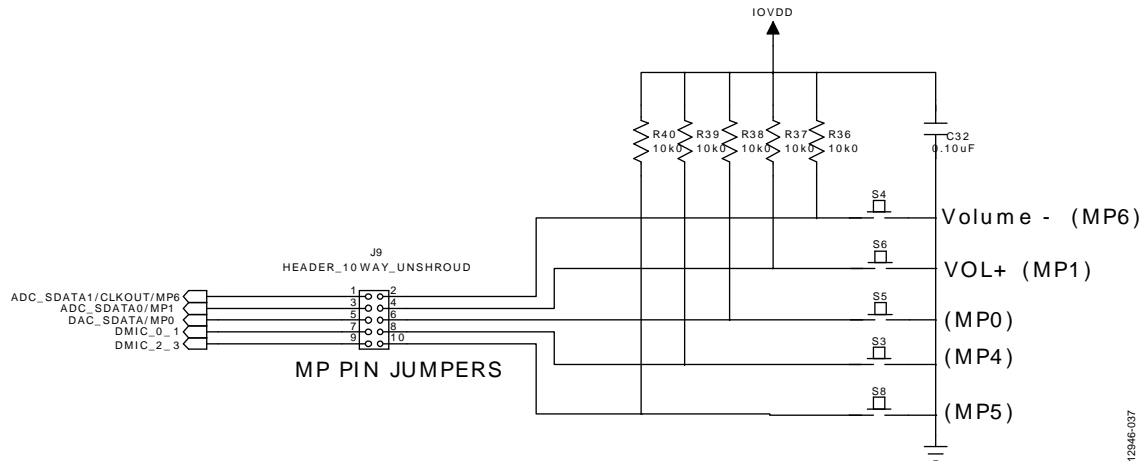 IOVDD
R40
10k0
R39
10k0
R38
10k0
R37
10k0
R36
10k0
C32
0.10uF
S4
Volume - (MP6)
S6
VOL+ (MP1)
S5
(MP0)
S3
(MP4)
S8
(MP5)
J9
HEADER_10WAY_UNSHROUD
ADC_SDATA1/CLKOUT/MP6
1
2
ADC_SDATA0/MP1
3
4
DAC_SDATA/MP0
5
6
DMIC_0_1
7
8
DMIC_2_3
9
10
MP PIN JUMPERS
12946-037